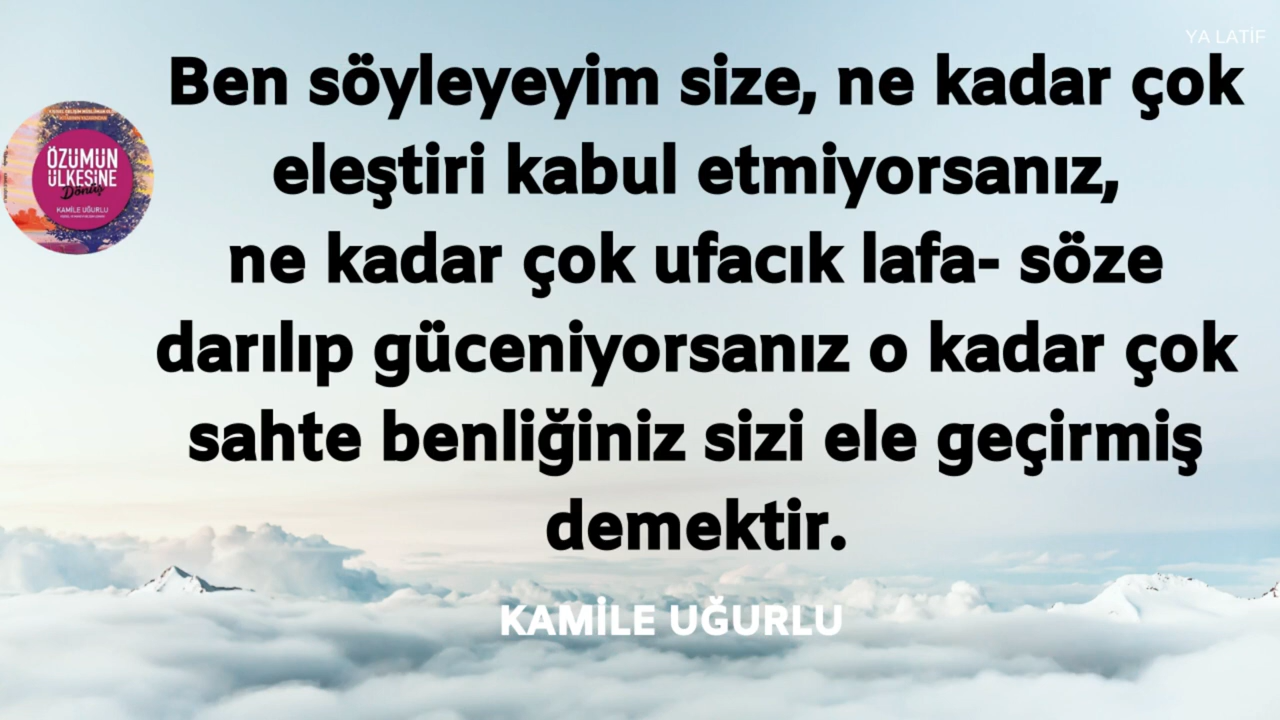 YA LATİF
Ben söyleyeyim size, ne kadar çok
eleştiri kabul etmiyorsanız,
ne kadar çok ufacık lafa- söze
darılıp güceniyorsanız o kadar çok
sahte benliğiniz sizi ele geçirmiş
demektir.
KAMİLE UĞURLU
ÖZÜMÜN
ÜLKESİNE
Dönüş
KAMİLE UĞURLU